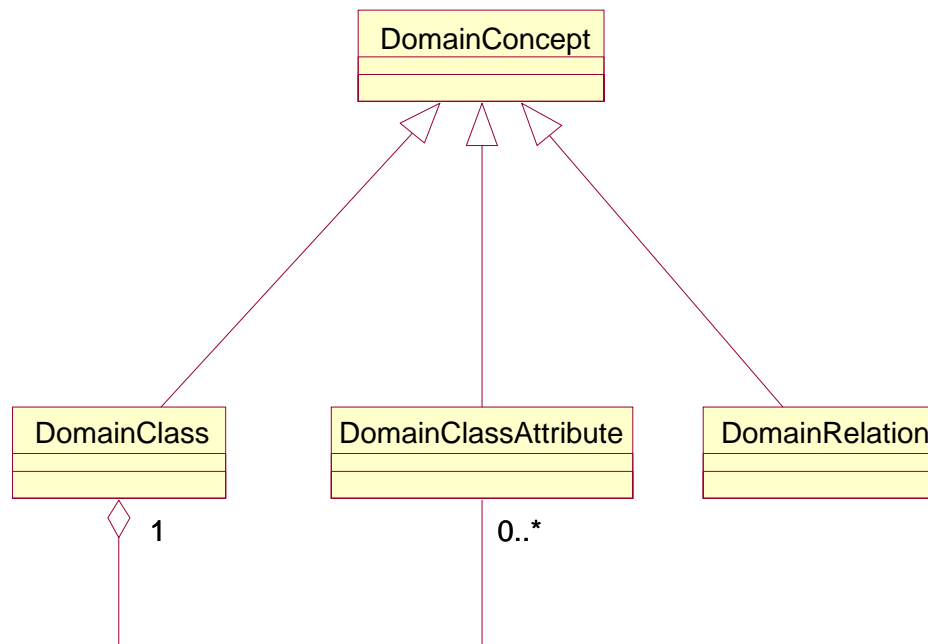 DomainConcept
DomainClass
DomainClassAttribute
DomainRelation
1
0..*